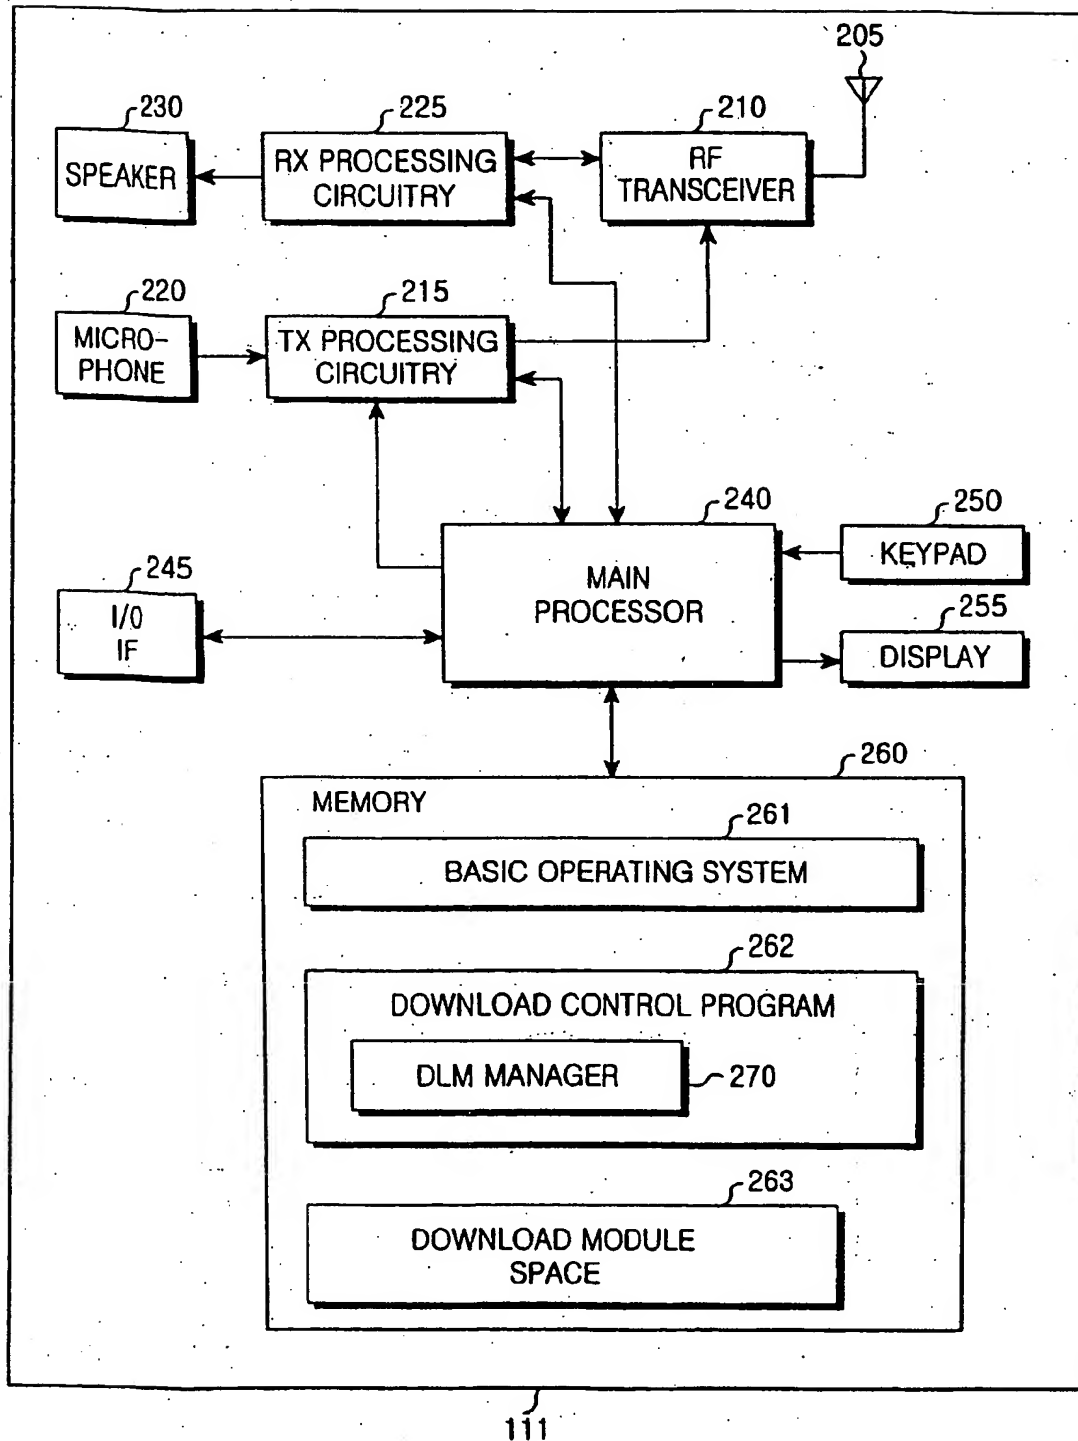 205
230
225
210
SPEAKER
RX PROCESSING
CIRCUITRY
RF
TRANSCEIVER
220
215
MICRO-
PHONE
TX PROCESSING
CIRCUITRY
240
250
KEYPAD
245
I/O
IF
MAIN
PROCESSOR
255
DISPLAY
260
MEMORY
261
BASIC OPERATING SYSTEM
262
DOWNLOAD CONTROL PROGRAM
DLM MANAGER
270
263
DOWNLOAD MODULE
SPACE
111